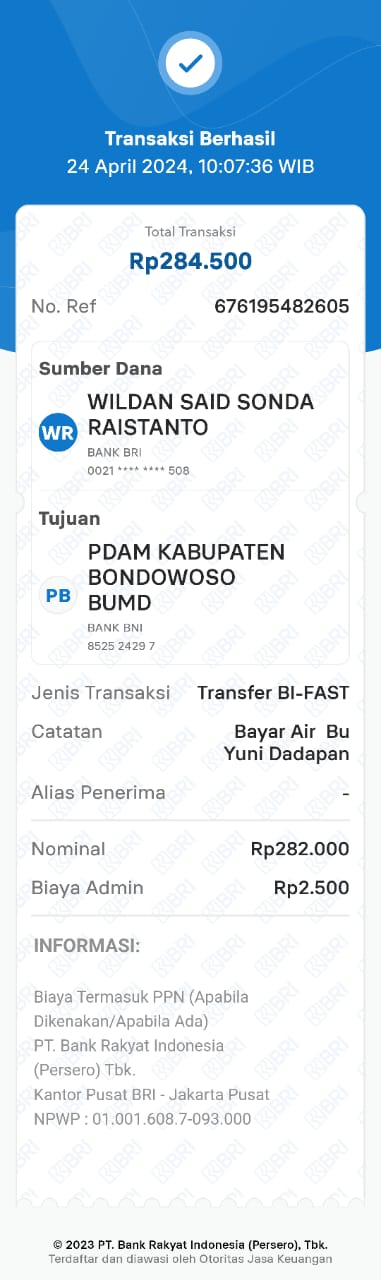 Transaksi Berhasil
24 April 2024, 10:07:36 WIB
Total Transaksi
Rp284.500
No. Ref 676195482605
Sumber Dana
WR
WILDAN SAID SONDA
RAISTANTO
BANK BRI
0021 **** **** 508
Tujuan
PB
PDAM KABUPATEN
BONDOWOSO
BUMD
BANK BNI
8525 2429 7
Jenis Transaksi Transfer BI-FAST
Catatan Bayar Air Bu
Yuni Dadapan
Alias Penerima -
Nominal Rp282.000
Biaya Admin Rp2.500
INFORMASI:
Biaya Termasuk PPN (Apabila
Dikenakan/Apabila Ada)
PT. Bank Rakyat Indonesia
(Persero) Tbk.
Kantor Pusat BRI - Jakarta Pusat
NPWP : 01.001.608.7-093.000
© 2023 PT. Bank Rakyat Indonesia (Persero), Tbk.
Terdaftar dan diawasi oleh Otoritas Jasa Keuangan